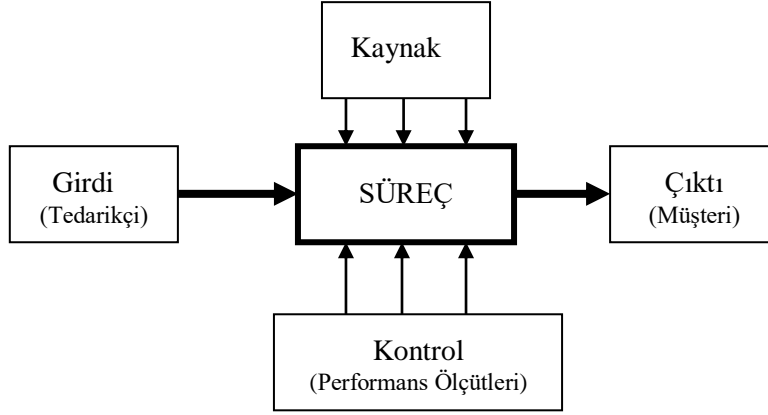 Kaynak
Girdi
(Tedarikçi)
SÜREÇ
Çıktı
(Müşteri)
Kontrol
(Performans Ölçütleri)